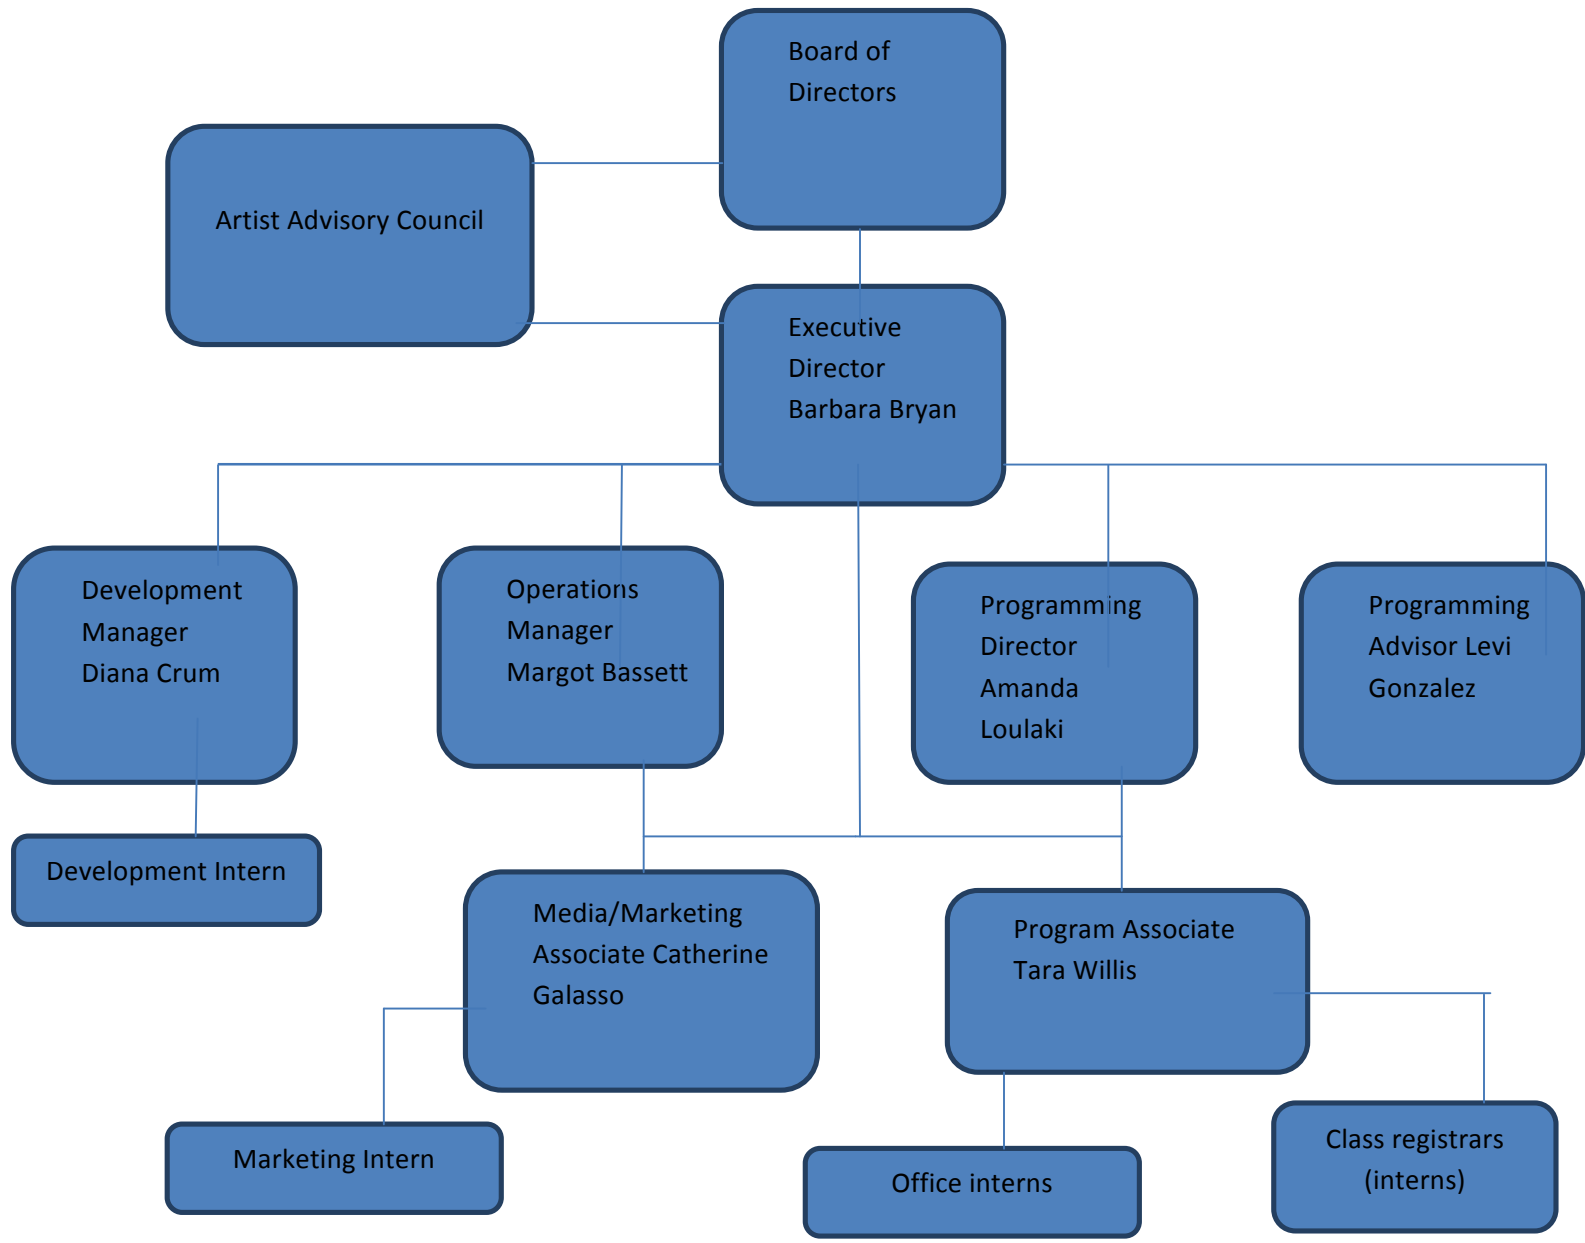 Board of
Directors
Artist Advisory Council
Executive
Director
Barbara Bryan
Development
Manager
Diana Crum
Operations
Manager
Margot Bassett
Programming
Director
Amanda
Loulaki
Programming
Advisor Levi
Gonzalez
Development Intern
Media/Marketing
Associate Catherine
Galasso
Program Associate
Tara Willis
Marketing Intern
Office interns
Class registrars
(interns)